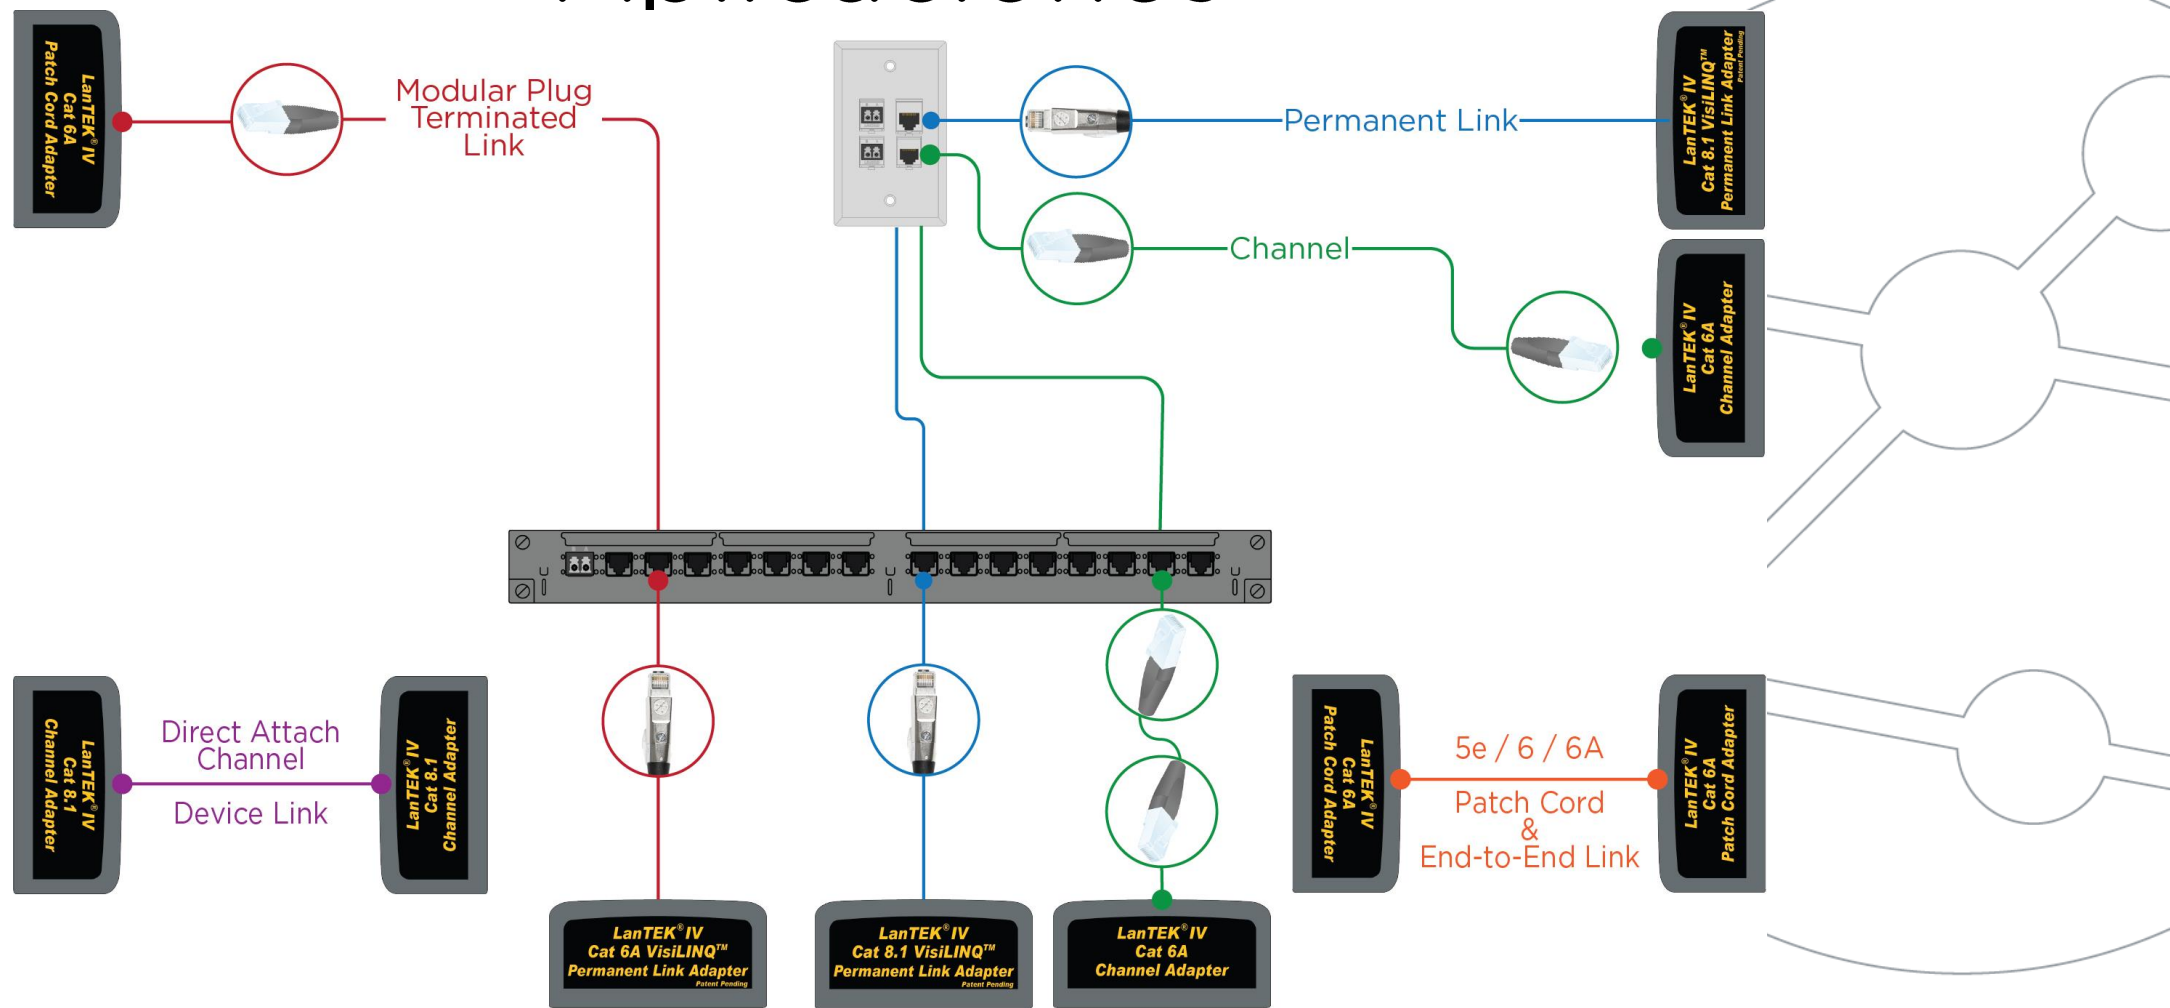 LanTEK® IV
Cat 6A
Patch Cord Adapter
Modular Plug
Terminated
Link
Permanent Link
LanTEK® IV
Cat 8.1 VisiLINQ™
Permanent Link Adapter
Patent Pending
Channel
LanTEK® IV
Cat 6A
Channel Adapter
LanTEK® IV
Cat 8.1
Channel Adapter
Direct Attach
Channel
Device Link
LanTEK® IV
Cat 8.1
Channel Adapter
LanTEK® IV
Cat 6A VisiLINQ™
Permanent Link Adapter
Patent Pending
LanTEK® IV
Cat 8.1 VisiLINQ™
Permanent Link Adapter
Patent Pending
LanTEK® IV
Cat 6A
Channel Adapter
LanTEK® IV
Cat 6A
Patch Cord Adapter
5e / 6 / 6A
Patch Cord
&
End-to-End Link
LanTEK® IV
Cat 6A
Patch Cord Adapter